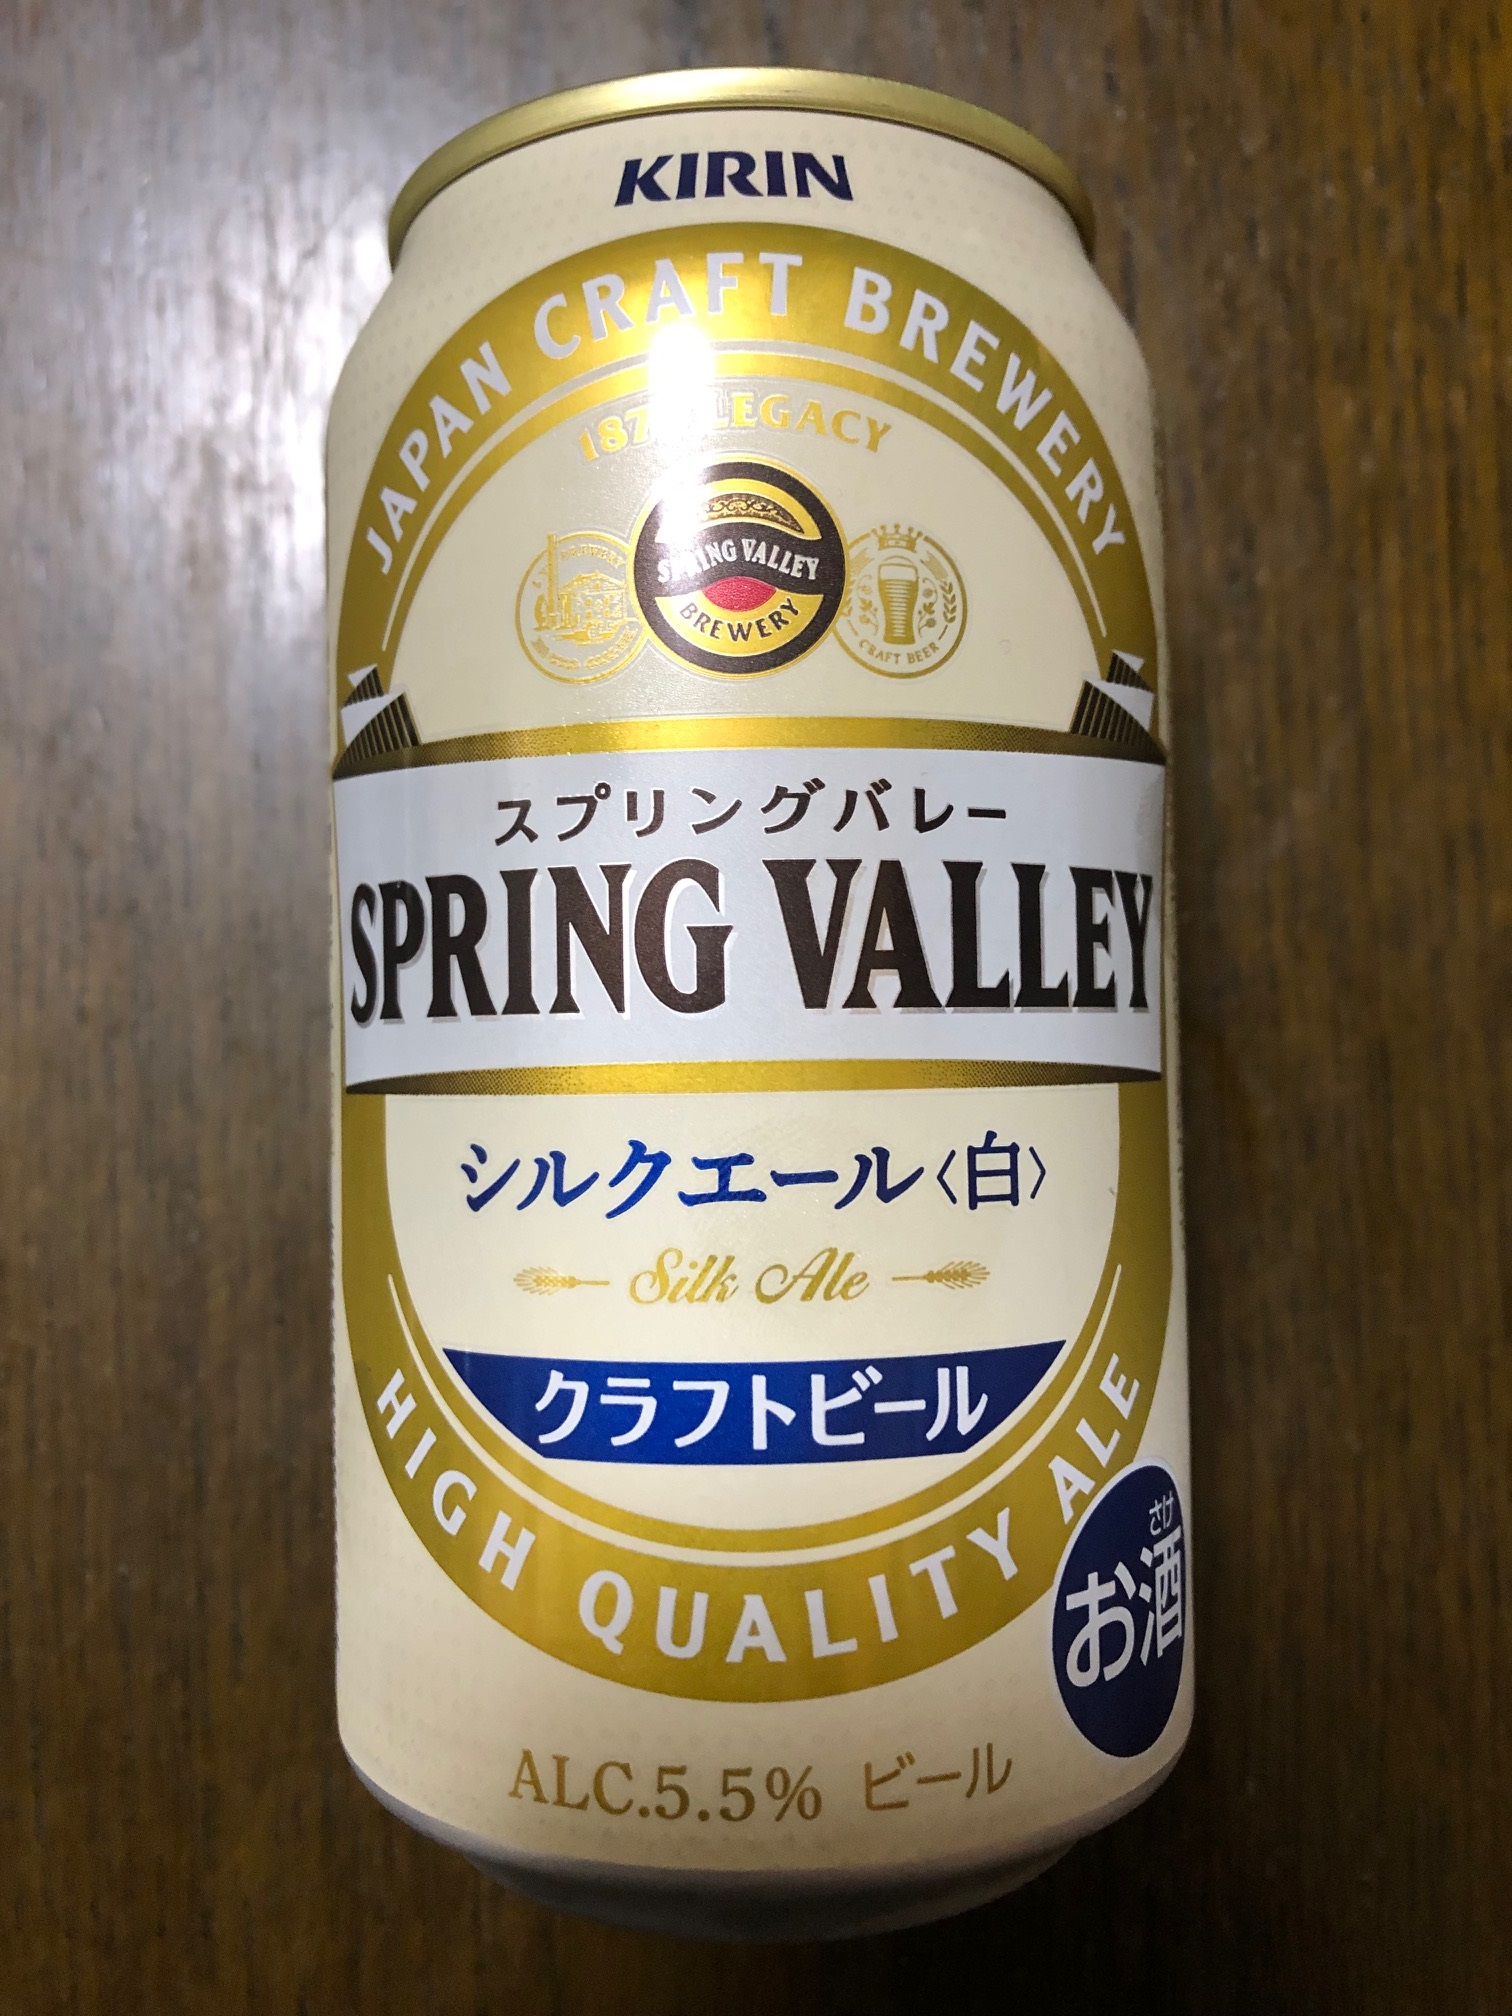 KIRIN
JAPAN CRAFT BREWERY
LEGACY
SPRING VALLEY
BREWERY
CRAFT BEER
スプリングバレー
SPRING VALLEY
シルクエール〈白〉
Silk Ale
クラフトビール
HIGH QUALITY ALE
さけ
お酒
ALC.5.5% ビール